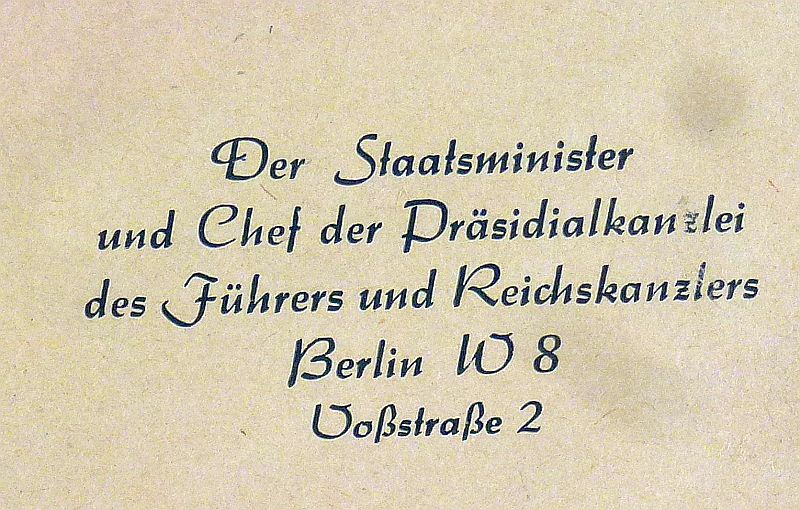 Der Staatsminister
und Chef der Präsidialkanzlei
des Führers und Reichskanzlers
Berlin W 8
Voßstraße 2